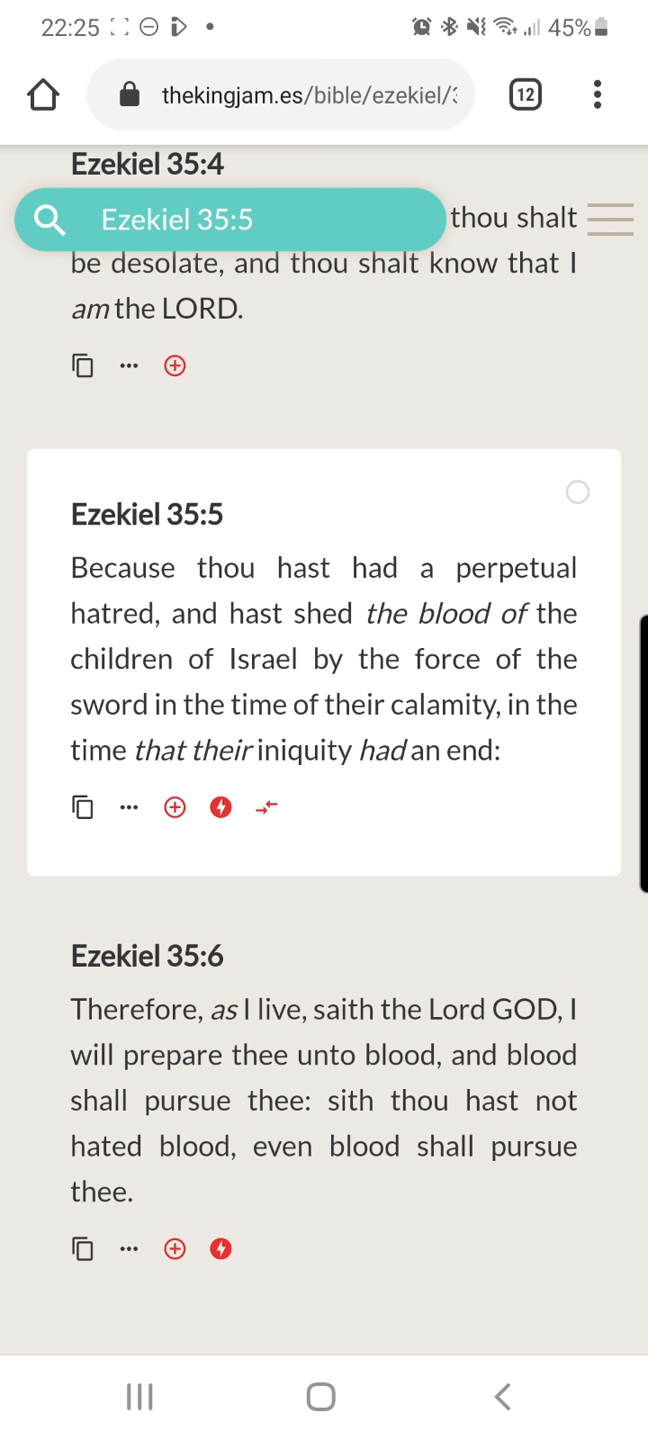 22:25 45%
thekingjam.es/bible/ezekiel/3
12
Ezekiel 35:4
Ezekiel 35:5
thou shalt
be desolate, and thou shalt know that I
am the LORD.
Ezekiel 35:5
Because thou hast had a perpetual
hatred, and hast shed the blood of the
children of Israel by the force of the
sword in the time of their calamity, in the
time that their iniquity had an end:
Ezekiel 35:6
Therefore, as I live, saith the Lord GOD, I
will prepare thee unto blood, and blood
shall pursue thee: sith thou hast not
hated blood, even blood shall pursue
thee.